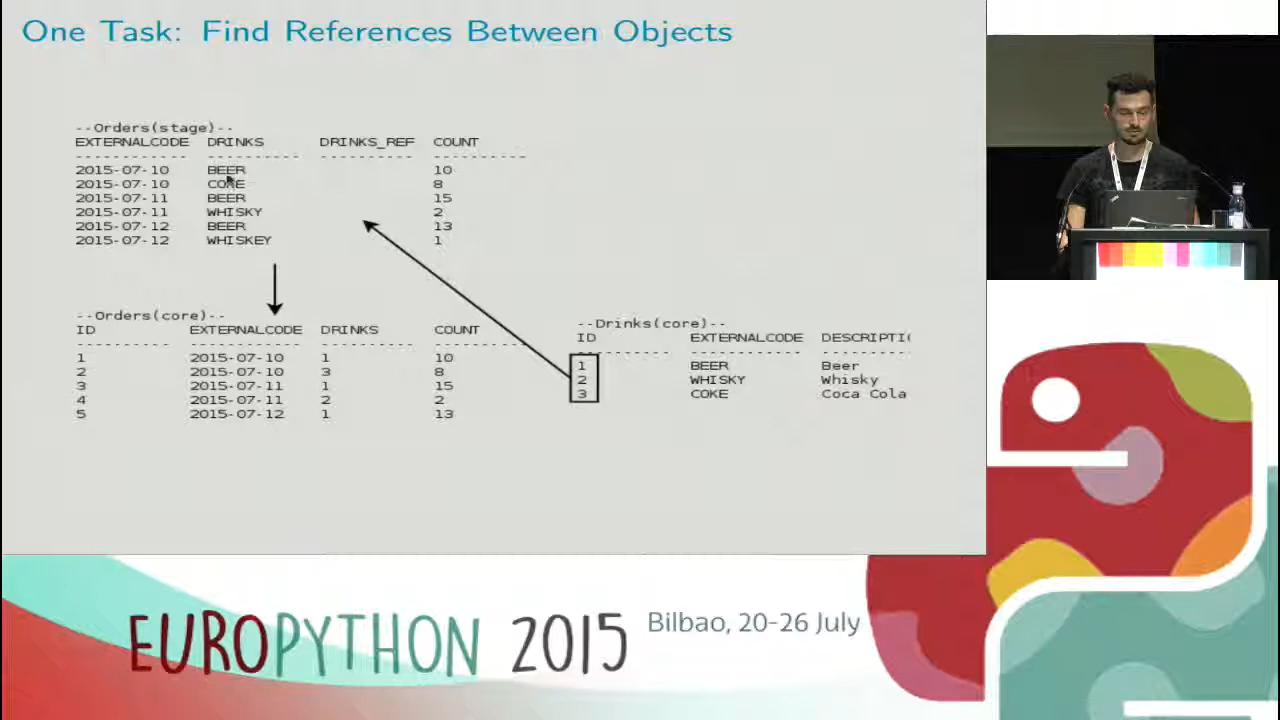 One Task: Find References Between Objects
--Orders(stage)--
EXTERNALCODE DRINKS DRINKS_REF COUNT
------------ ---------- ---------- ----------
2015-07-10 BEER 10
2015-07-10 COKE 8
2015-07-11 BEER 15
2015-07-11 WHISKY 2
2015-07-12 BEER 13
2015-07-12 WHISKEY 1
--Orders(core)--
ID EXTERNALCODE DRINKS COUNT
---------- ------------ ---------- ----------
1 2015-07-10 1 10
2 2015-07-10 3 8
3 2015-07-11 1 15
4 2015-07-11 2 2
5 2015-07-12 1 13
--Drinks(core)--
ID EXTERNALCODE DESCRIPTI
---------- ------------ ----------
1 BEER Beer
2 WHISKY Whisky
3 COKE Coca Cola
EUROPYTHON 2015 Bilbao, 20-26 July